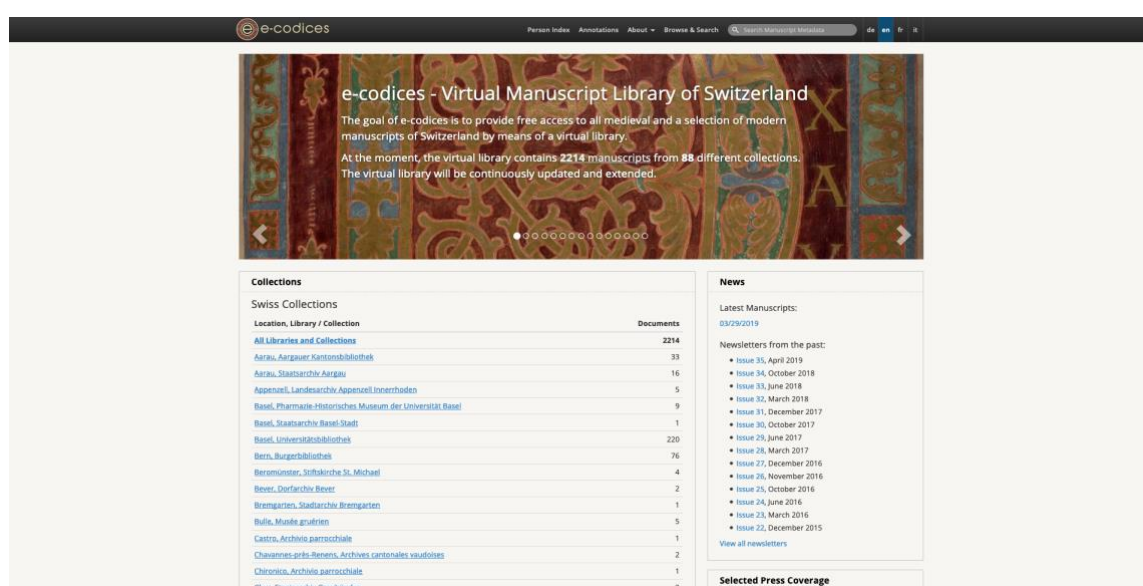 e-codices
Person Index Annotations About Browse & Search Search Manuscript Metadata de en fr it
e-codices - Virtual Manuscript Library of Switzerland
The goal of e-codices is to provide free access to all medieval and a selection of modern
manuscripts of Switzerland by means of a virtual library.
At the moment, the virtual library contains 2214 manuscripts from 88 different collections.
The virtual library will be continuously updated and extended.
Collections
Swiss Collections
Location, Library / Collection Documents
All Libraries and Collections 2214
Aarau, Aargauer Kantonsbibliothek 33
Aarau, Staatsarchiv Aargau 16
Appenzell, Landesarchiv Appenzell Innerrhoden 5
Basel, Pharmazie-Historisches Museum der Universität Basel 9
Basel, Staatsarchiv Basel-Stadt 1
Basel, Universitätsbibliothek 220
Bern, Burgerbibliothek 76
Beromünster, Stiftskirche St. Michael 4
Bever, Dorfarchiv Bever 2
Bremgarten, Stadtarchiv Bremgarten 1
Bulle, Musée gruérien 5
Castro, Archivio parrocchiale 1
Chavannes-près-Renens, Archives cantonales vaudoises 2
Chironico, Archivio parrocchiale 1
News
Latest Manuscripts:
03/29/2019
Newsletters from the past:
Issue 35, April 2019
Issue 34, October 2018
Issue 33, June 2018
Issue 32, March 2018
Issue 31, December 2017
Issue 30, October 2017
Issue 29, June 2017
Issue 28, March 2017
Issue 27, December 2016
Issue 26, November 2016
Issue 25, October 2016
Issue 24, June 2016
Issue 23, March 2016
Issue 22, December 2015
View all newsletters
Selected Press Coverage